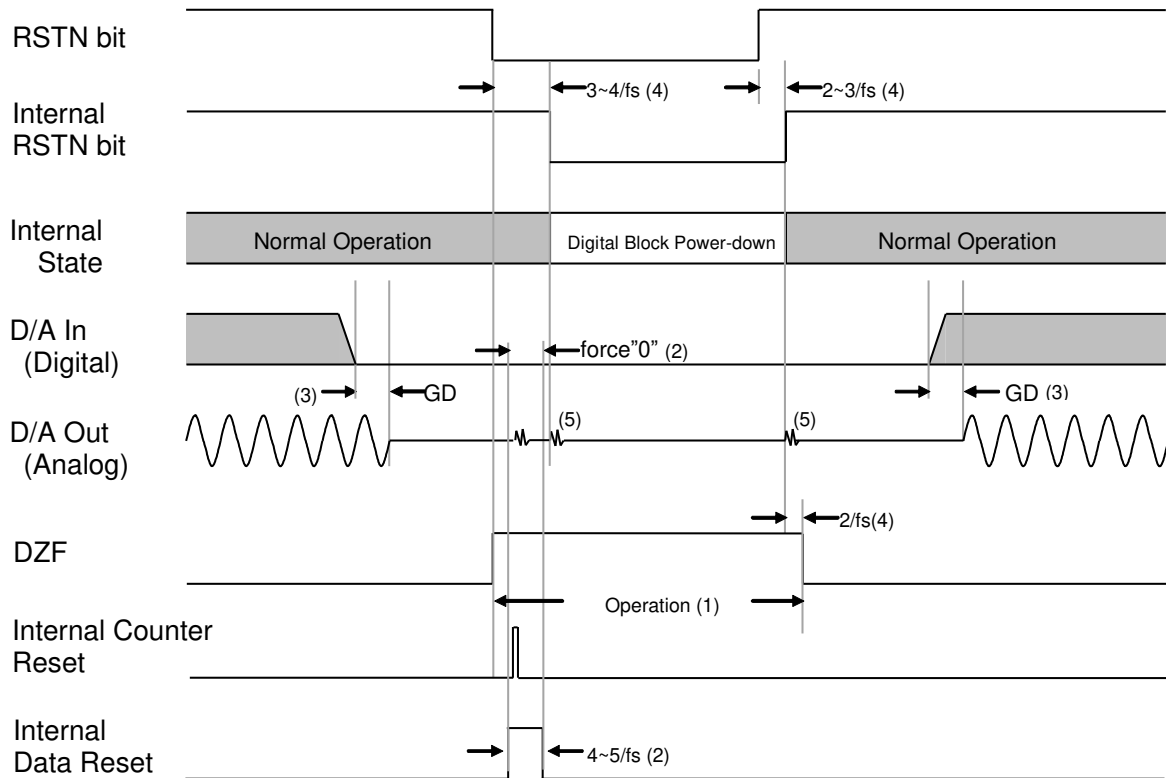 RSTN bit
3~4/fs (4)
2~3/fs (4)
Internal
RSTN bit
Internal
State
Normal Operation
Digital Block Power-down
Normal Operation
D/A In
(Digital)
force”0” (2)
(3)
GD
GD (3)
D/A Out
(Analog)
(5)
(5)
2/fs(4)
DZF
Operation (1)
Internal Counter
Reset
Internal
Data Reset
4~5/fs (2)